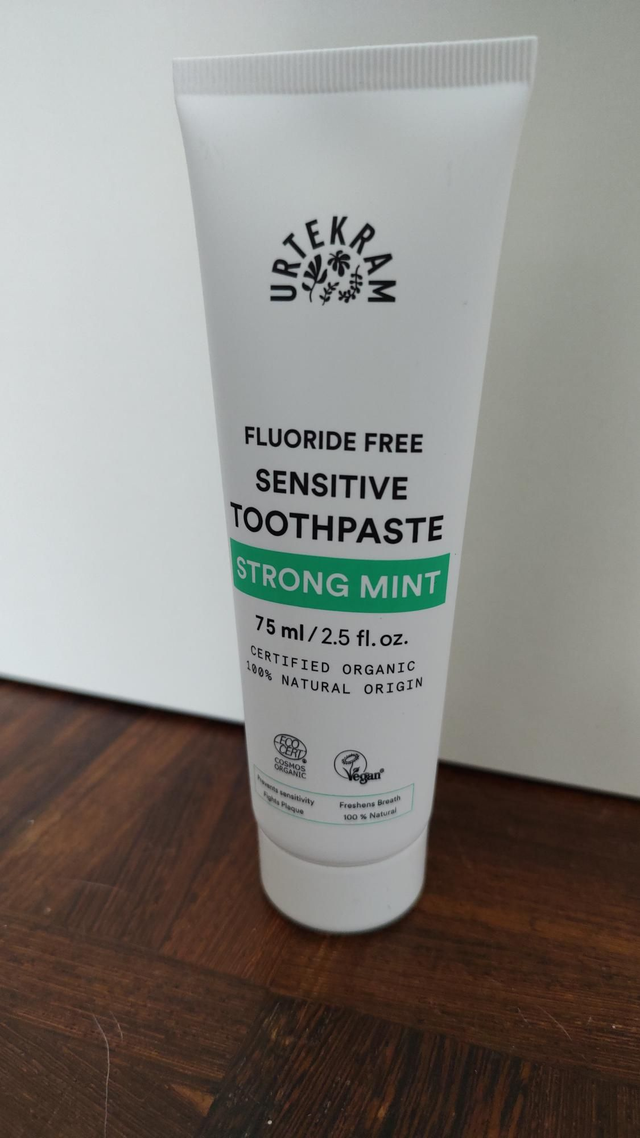 URTEKRAM
FLUORIDE FREE
SENSITIVE
TOOTHPASTE
STRONG MINT
75 ml / 2.5 fl. oz.
CERTIFIED ORGANIC
100% NATURAL ORIGIN
ECO
CERT®
COSMOS
ORGANIC
Vegan®
Prevents sensitivity
Fights Plaque
Freshens Breath
100 % Natural